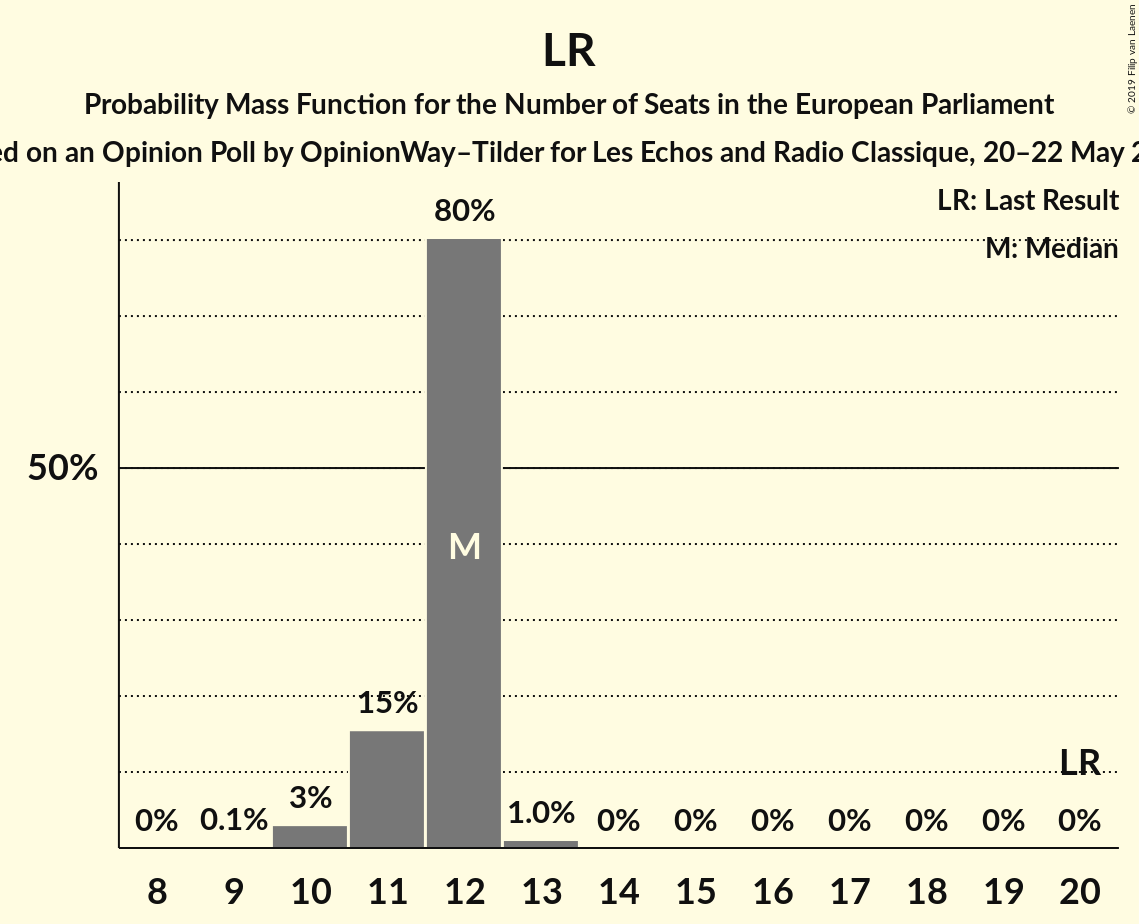 LR
Probability Mass Function for the Number of Seats in the European Parliament
on an Opinion Poll by OpinionWay–Tilder for Les Echos and Radio Classique, 20–22 May
© 2019 Filip van Laenen
LR: Last Result
M: Median
80%
50%
M
15%
LR
3%
0% 0.1% 1.0% 0% 0% 0% 0% 0% 0% 0%
8 9 10 11 12 13 14 15 16 17 18 19 20